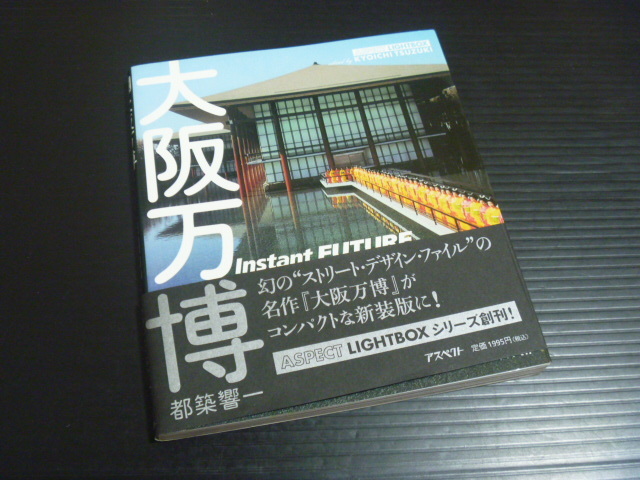 LIGHTBOX
KYOICHI TSUZUKI
大阪万博
Instant FUTURE
幻の“ストリート・デザイン・ファイル”の
名作『大阪万博』が
コンパクトな新装版に!
ASPECT LIGHTBOX シリーズ創刊!
都築響一
アスペクト 定価1995円(税込)